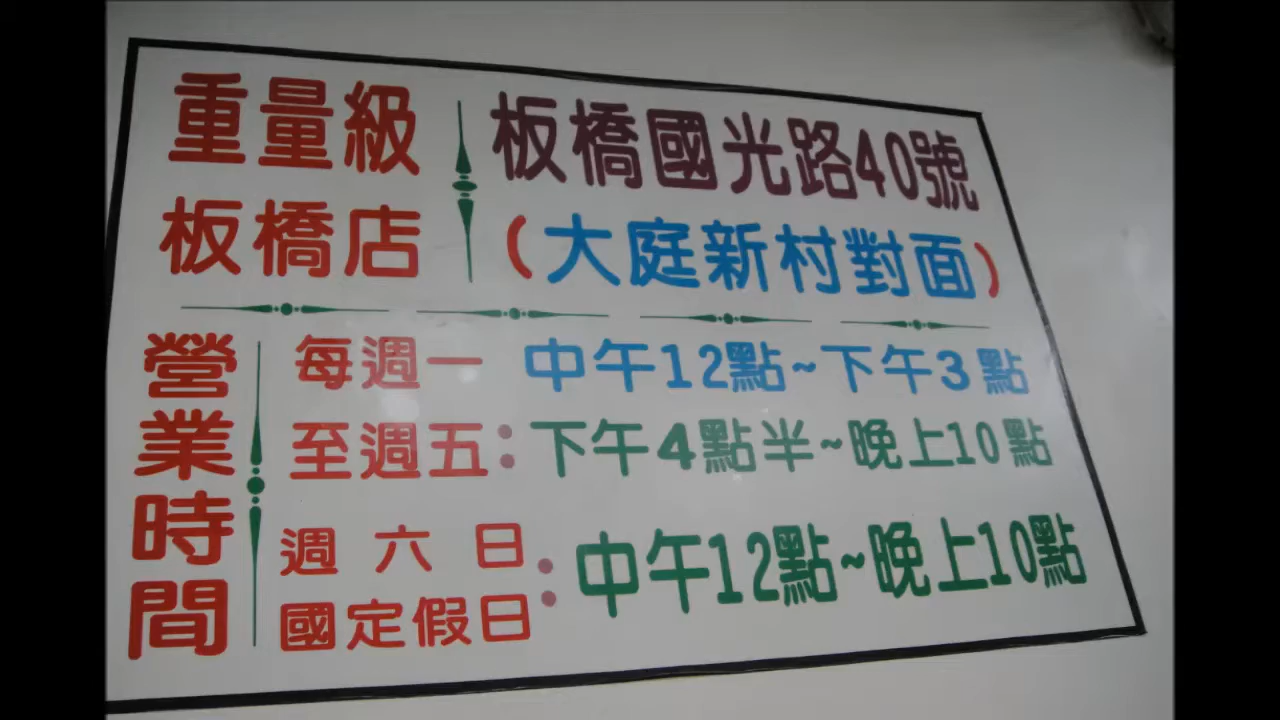 重量級
板橋店
板橋國光路40號
(大庭新村對面)
營業時間
每週一
至週五:
中午12點~下午3點
下午4點半~晚上10點
週六日
國定假日:
中午12點~晚上10點